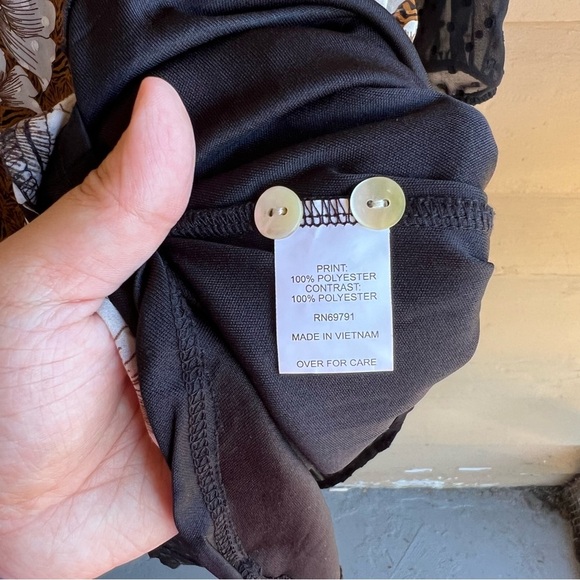 PRINT:
100% POLYESTER
CONTRAST:
100% POLYESTER
RN69791
MADE IN VIETNAM
OVER FOR CARE